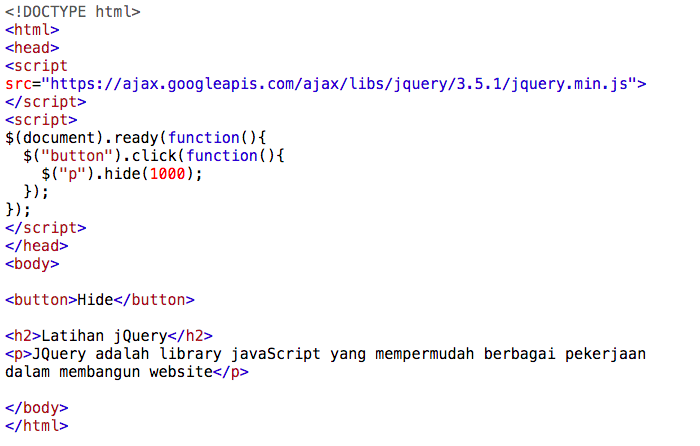 <!DOCTYPE html>
<html>
<head>
<script
src="https://ajax.googleapis.com/ajax/libs/jquery/3.5.1/jquery.min.js">
</script>
<script>
$(document).ready(function(){
  $("button").click(function(){
    $("p").hide(1000);
  });
});
</script>
</head>
<body>

<button>Hide</button>

<h2>Latihan jQuery</h2>
<p>JQuery adalah library javaScript yang mempermudah berbagai pekerjaan
dalam membangun website</p>

</body>
</html>